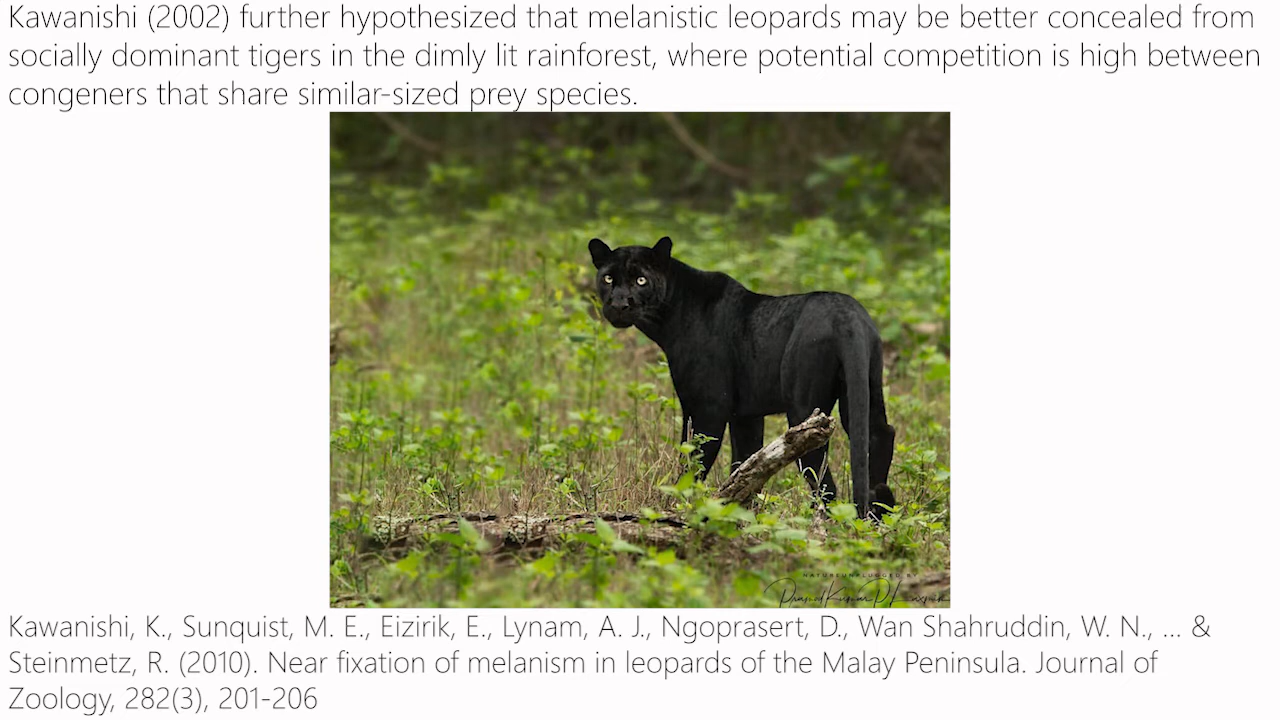 Kawanishi (2002) further hypothesized that melanistic leopards may be better concealed from
socially dominant tigers in the dimly lit rainforest, where potential competition is high between
congeners that share similar-sized prey species.
NATUREUNPLUGGED BY
Kawanishi, K., Sunquist, M. E., Eizirik, E., Lynam, A. J., Ngoprasert, D., Wan Shahruddin, W. N., ... &
Steinmetz, R. (2010). Near fixation of melanism in leopards of the Malay Peninsula. Journal of
Zoology, 282(3), 201-206